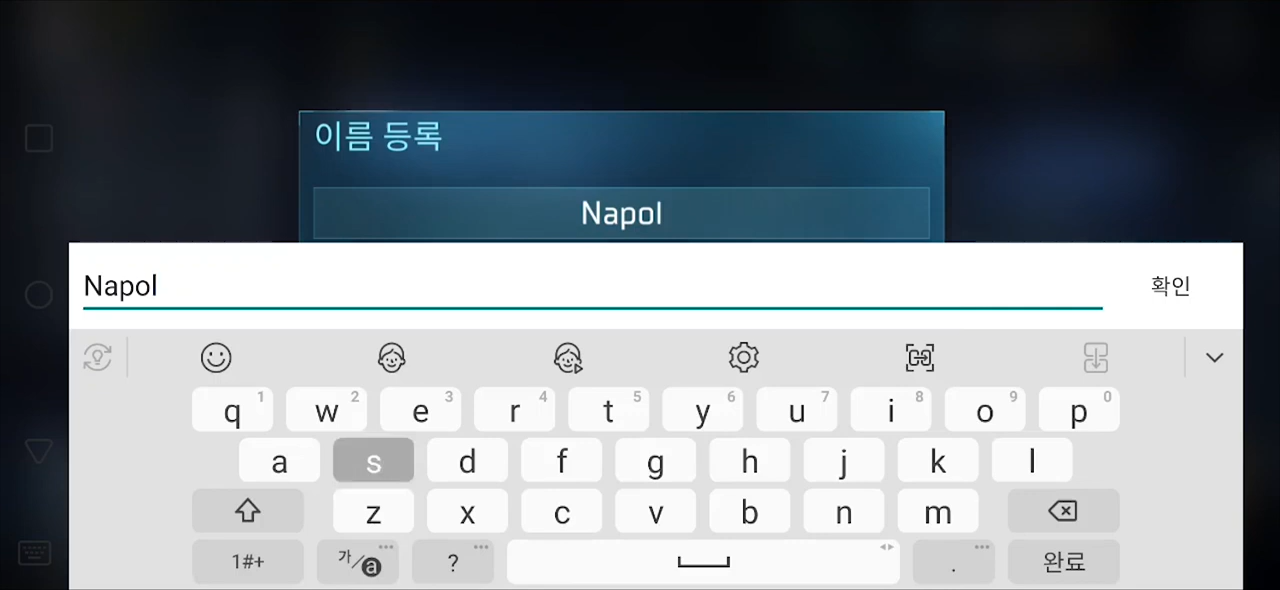 이름 등록
Napol
Napol 확인
q 1 w 2 e 3 r 4 t 5 y 6 u 7 i 8 o 9 p 0
a s d f g h j k l
z x c v b n m
1#+ 가/a ? . 완료